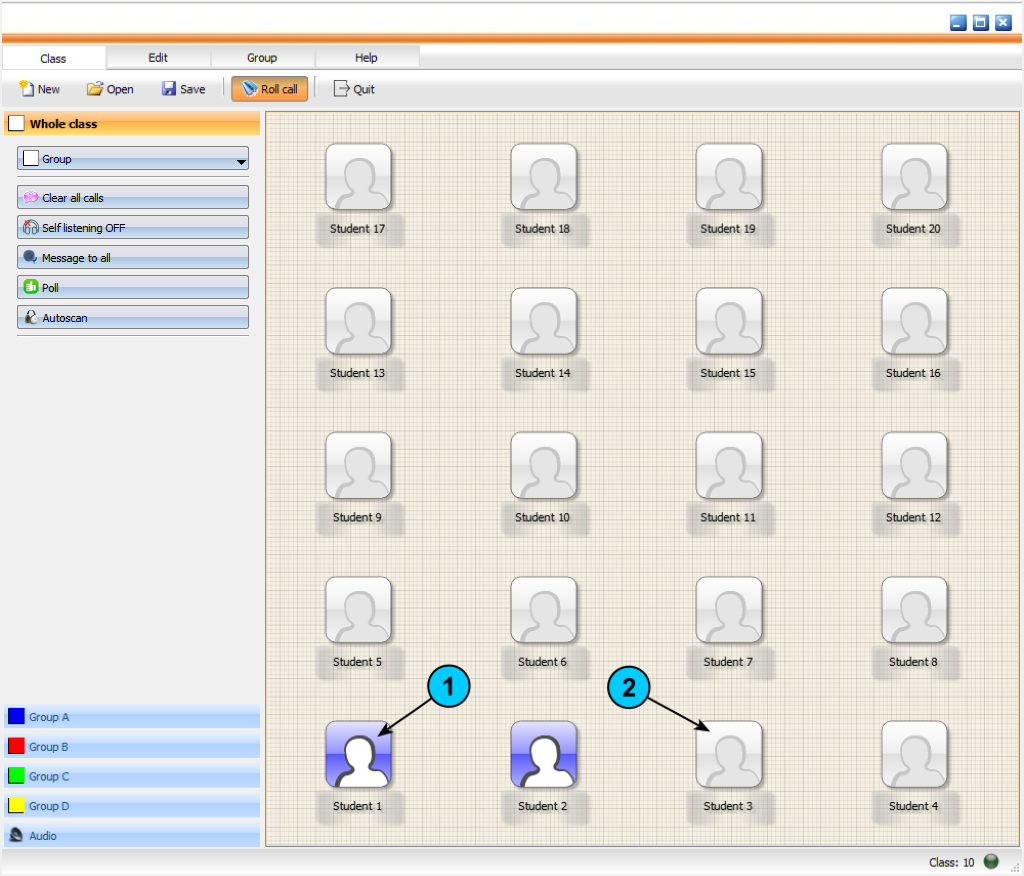 Class Edit Group Help
New Open Save Roll call Quit
Whole class
Group
Clear all calls
Self listening OFF
Message to all
Poll
Autoscan
Group A
Group B
Group C
Group D
Audio
Student 17 Student 18 Student 19 Student 20
Student 13 Student 14 Student 15 Student 16
Student 9 Student 10 Student 11 Student 12
Student 5 Student 6 Student 7 Student 8
1 2
Student 1 Student 2 Student 3 Student 4
Class: 10